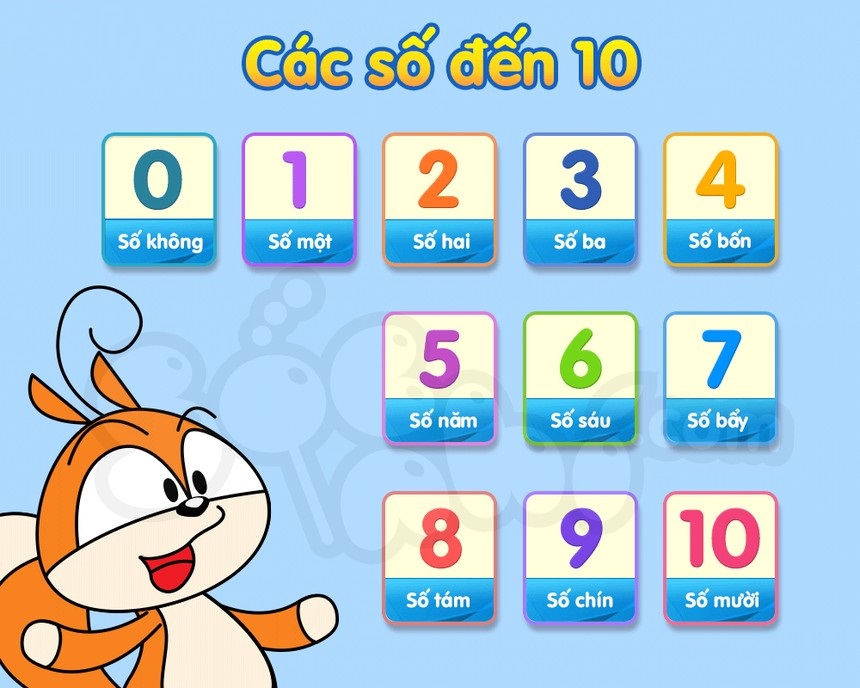 Các số đến 10
0
Số không
1
Số một
2
Số hai
3
Số ba
4
Số bốn
5
Số năm
6
Số sáu
7
Số bẩy
8
Số tám
9
Số chín
10
Số mười